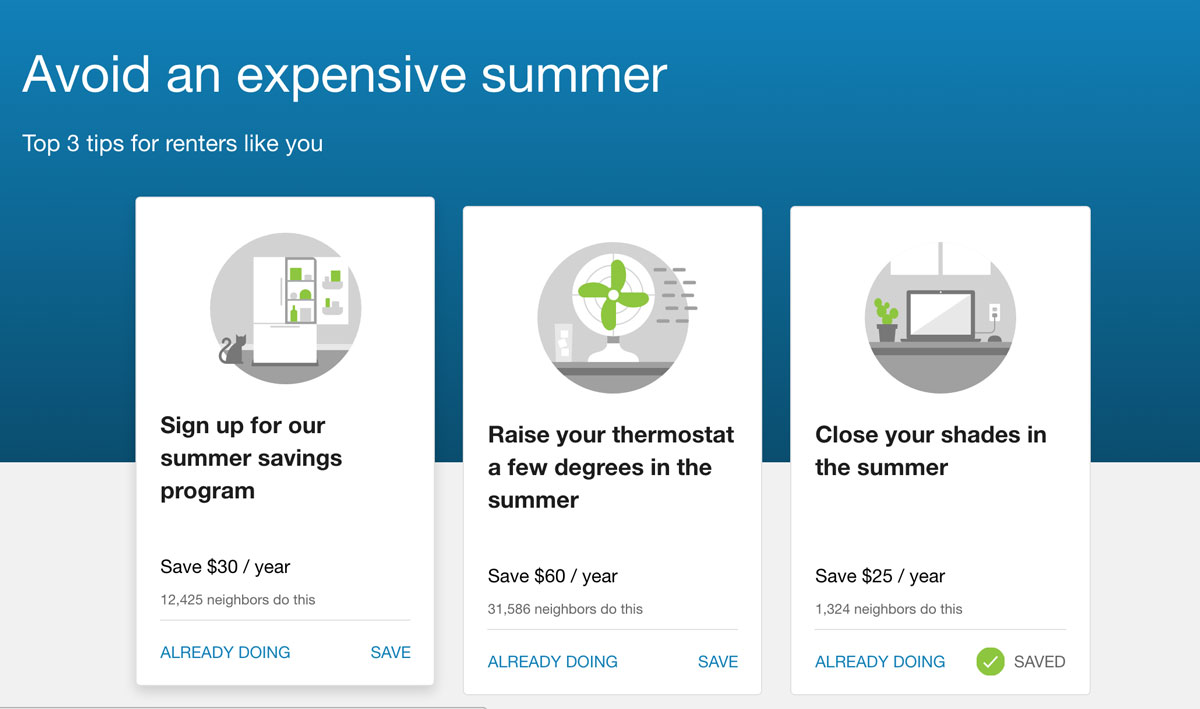 Avoid an expensive summer
Top 3 tips for renters like you
Sign up for our
summer savings
program
Save $30 / year
12,425 neighbors do this
ALREADY DOING
SAVE
Raise your thermostat
a few degrees in the
summer
Save $60 / year
31,586 neighbors do this
ALREADY DOING
SAVE
Close your shades in
the summer
Save $25 / year
1,324 neighbors do this
ALREADY DOING
SAVED